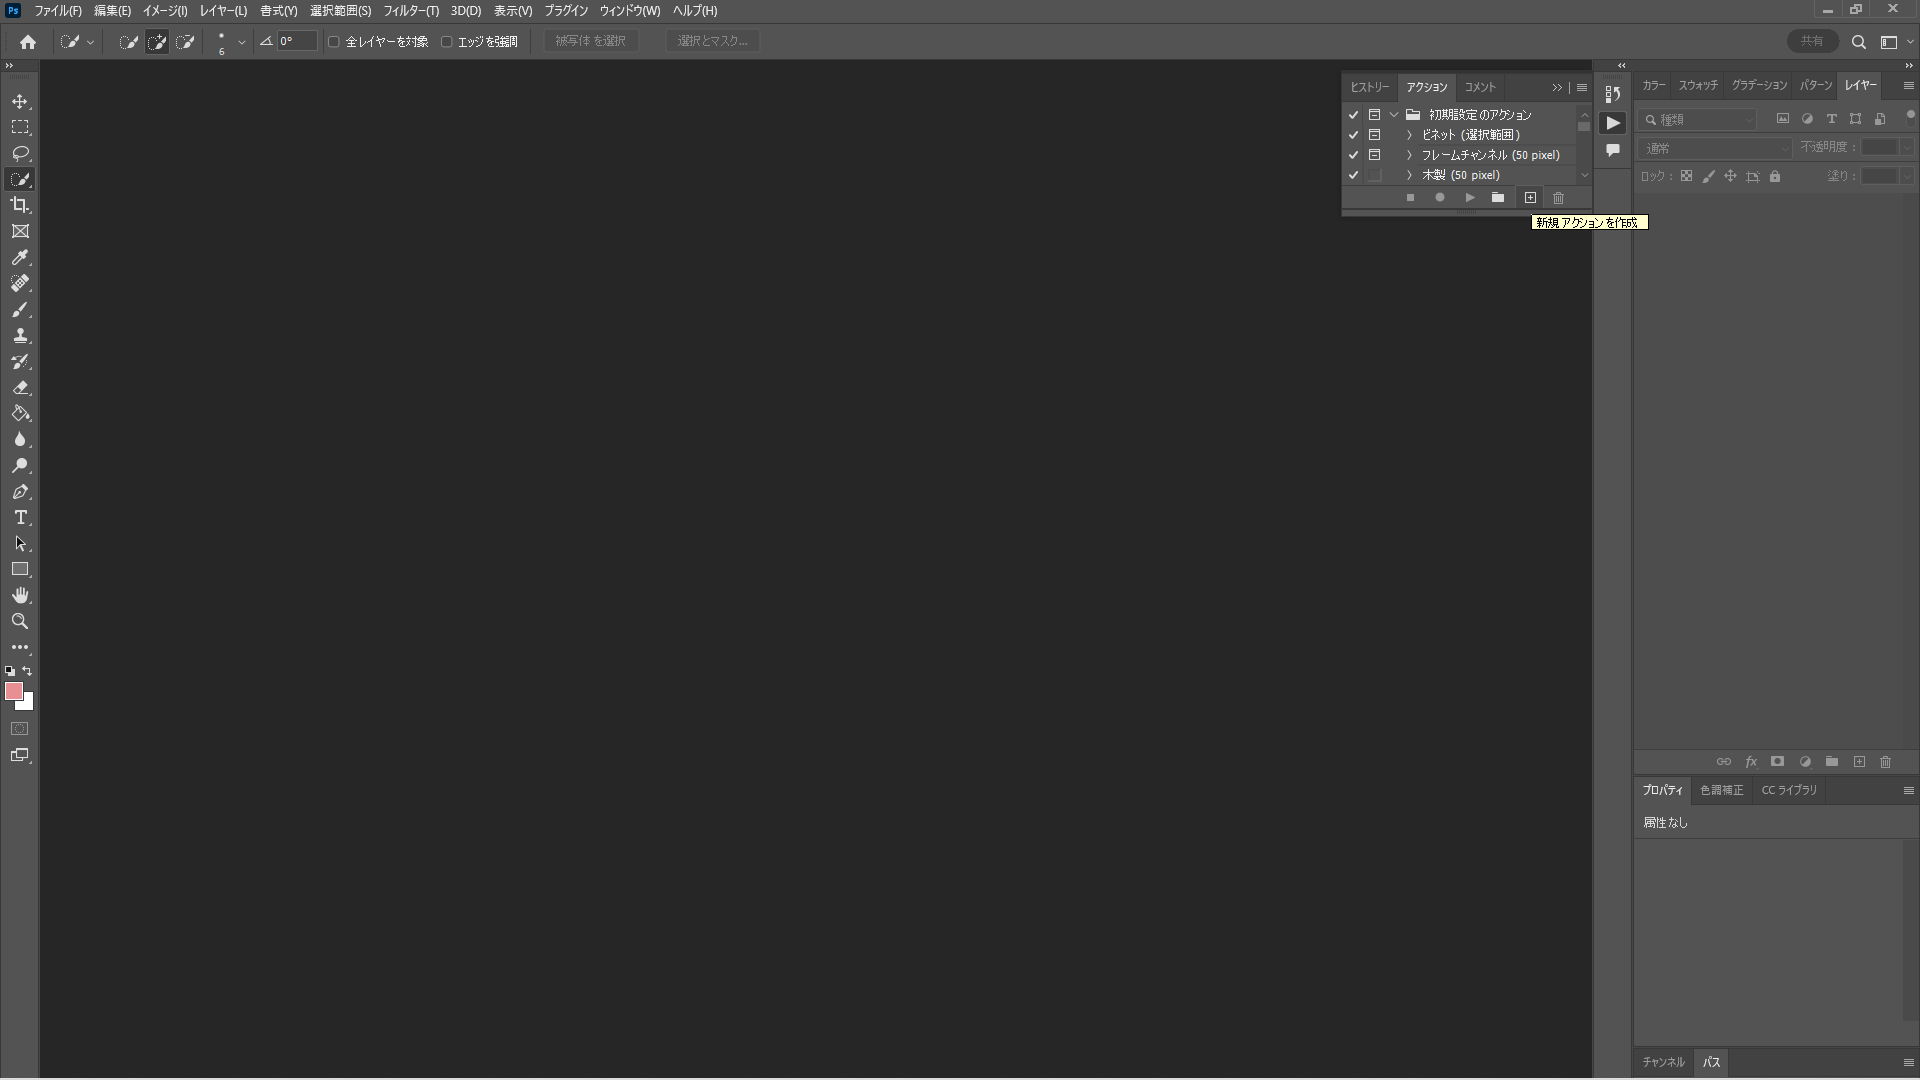 Ps ファイル(F) 編集(E) イメージ(I) レイヤー(L) 書式(Y) 選択範囲(S) フィルター(T) 3D(D) 表示(V) プラグイン ウィンドウ(W) ヘルプ(H)
6 0° 全レイヤーを対象 エッジを強調 被写体を選択 選択とマスク... 共有
ヒストリー アクション コメント
初期設定のアクション
ビネット (選択範囲)
フレームチャンネル (50 pixel)
木製 (50 pixel)
新規アクションを作成
カラー スウォッチ グラデーション パターン レイヤー
種類
通常 不透明度 :
ロック : 塗り :
fx
プロパティ 色調補正 CC ライブラリ
属性なし
チャンネル パス